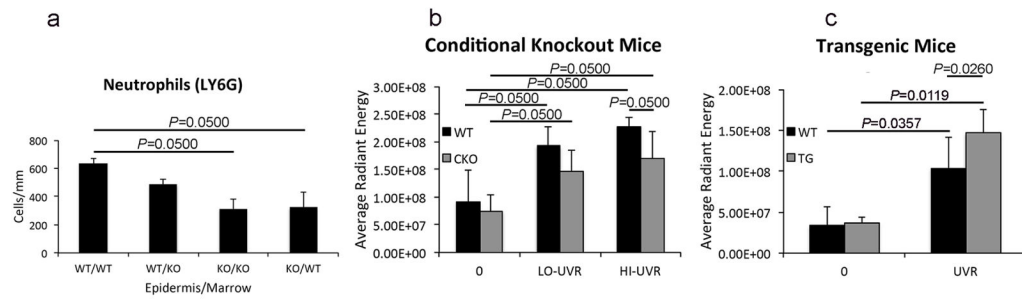 a
Neutrophils (LY6G)
P=0.0500
P=0.0500
800
600
400
200
0
Cells/mm
WT/WT WT/KO KO/KO KO/WT
Epidermis/Marrow
b
Conditional Knockout Mice
P=0.0500
P=0.0500
P=0.0500 P=0.0500
P=0.0500
3.00E+08
2.50E+08
2.00E+08
1.50E+08
1.00E+08
5.00E+07
0.00E+00
Average Radiant Energy
WT
CKO
0 LO-UVR HI-UVR
c
Transgenic Mice
P=0.0260
P=0.0119
P=0.0357
2.00E+08
1.50E+08
1.00E+08
5.00E+07
0.00E+00
Average Radiant Energy
WT
TG
0 UVR